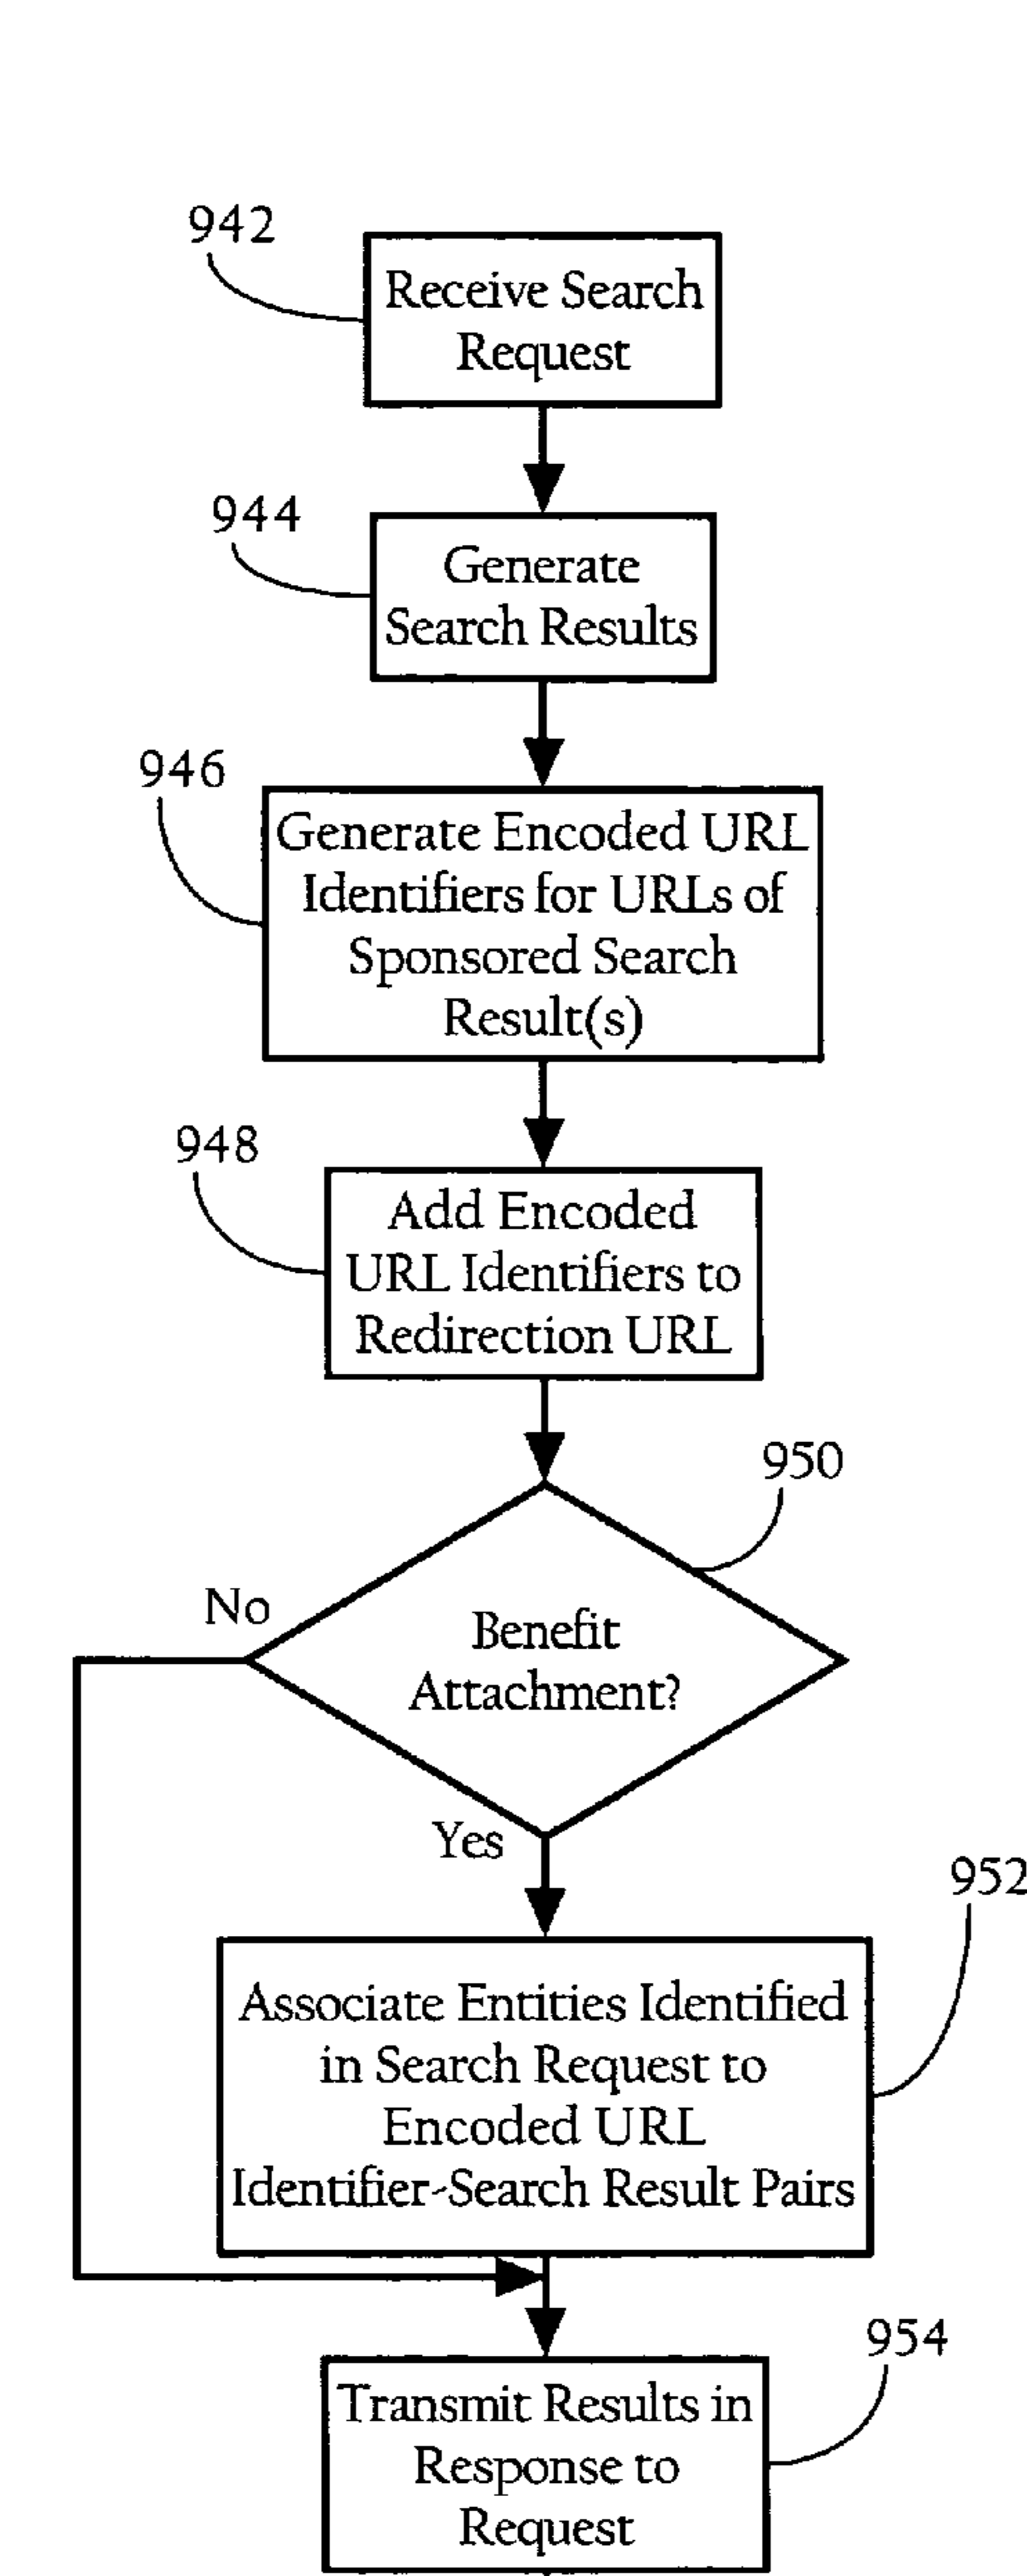 942
Receive Search
Request
944
Generate
Search Results
946
Generate Encoded URL
Identifiers for URLs of
Sponsored Search
Result(s)
948
Add Encoded
URL Identifiers to
Redirection URL
950
No
Benefit
Attachment?
Yes
952
Associate Entities Identified
in Search Request to
Encoded URL
Identifier-Search Result Pairs
954
Transmit Results in
Response to
Request